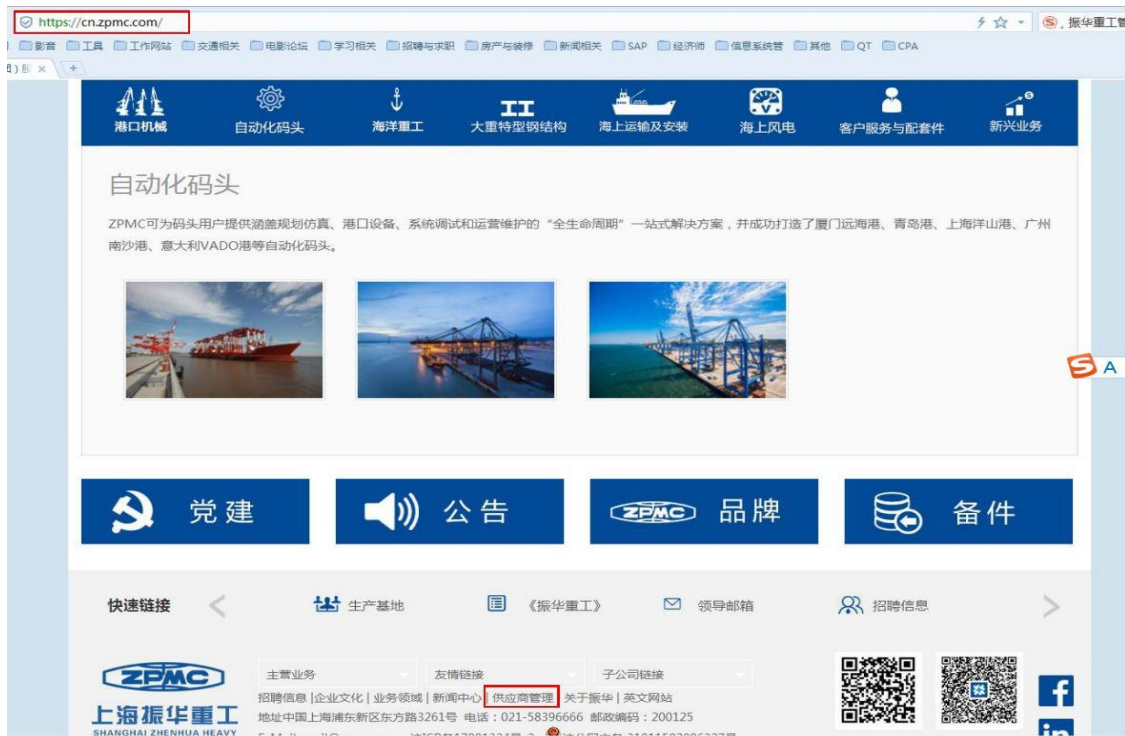 https://cn.zpmc.com/
振华重工
影音 工具 工作网站 交通相关 电影论坛 学习相关 招聘与求职 房产与装修 新闻相关 SAP 经济师 信息系统管 其他 QT CPA
港口机械 自动化码头 海洋重工 大重特型钢结构 海上运输及安装 海上风电 客户服务与配套件 新兴业务
自动化码头
ZPMC可为码头用户提供涵盖规划仿真、港口设备、系统调试和运营维护的“全生命周期”一站式解决方案，并成功打造了厦门远海港、青岛港、上海洋山港、广州
南沙港、意大利VADO港等自动化码头。
A
党建 公告 ZPMC 品牌 备件
快速链接 生产基地 《振华重工》 领导邮箱 招聘信息
ZPMC
上海振华重工
SHANGHAI ZHENHUA HEAVY
主营业务 友情链接 子公司链接
招聘信息 |企业文化 | 业务领域 | 新闻中心 | 供应商管理 | 关于振华 | 英文网站
地址中国上海浦东新区东方路3261号 电话：021-58396666 邮政编码：200125